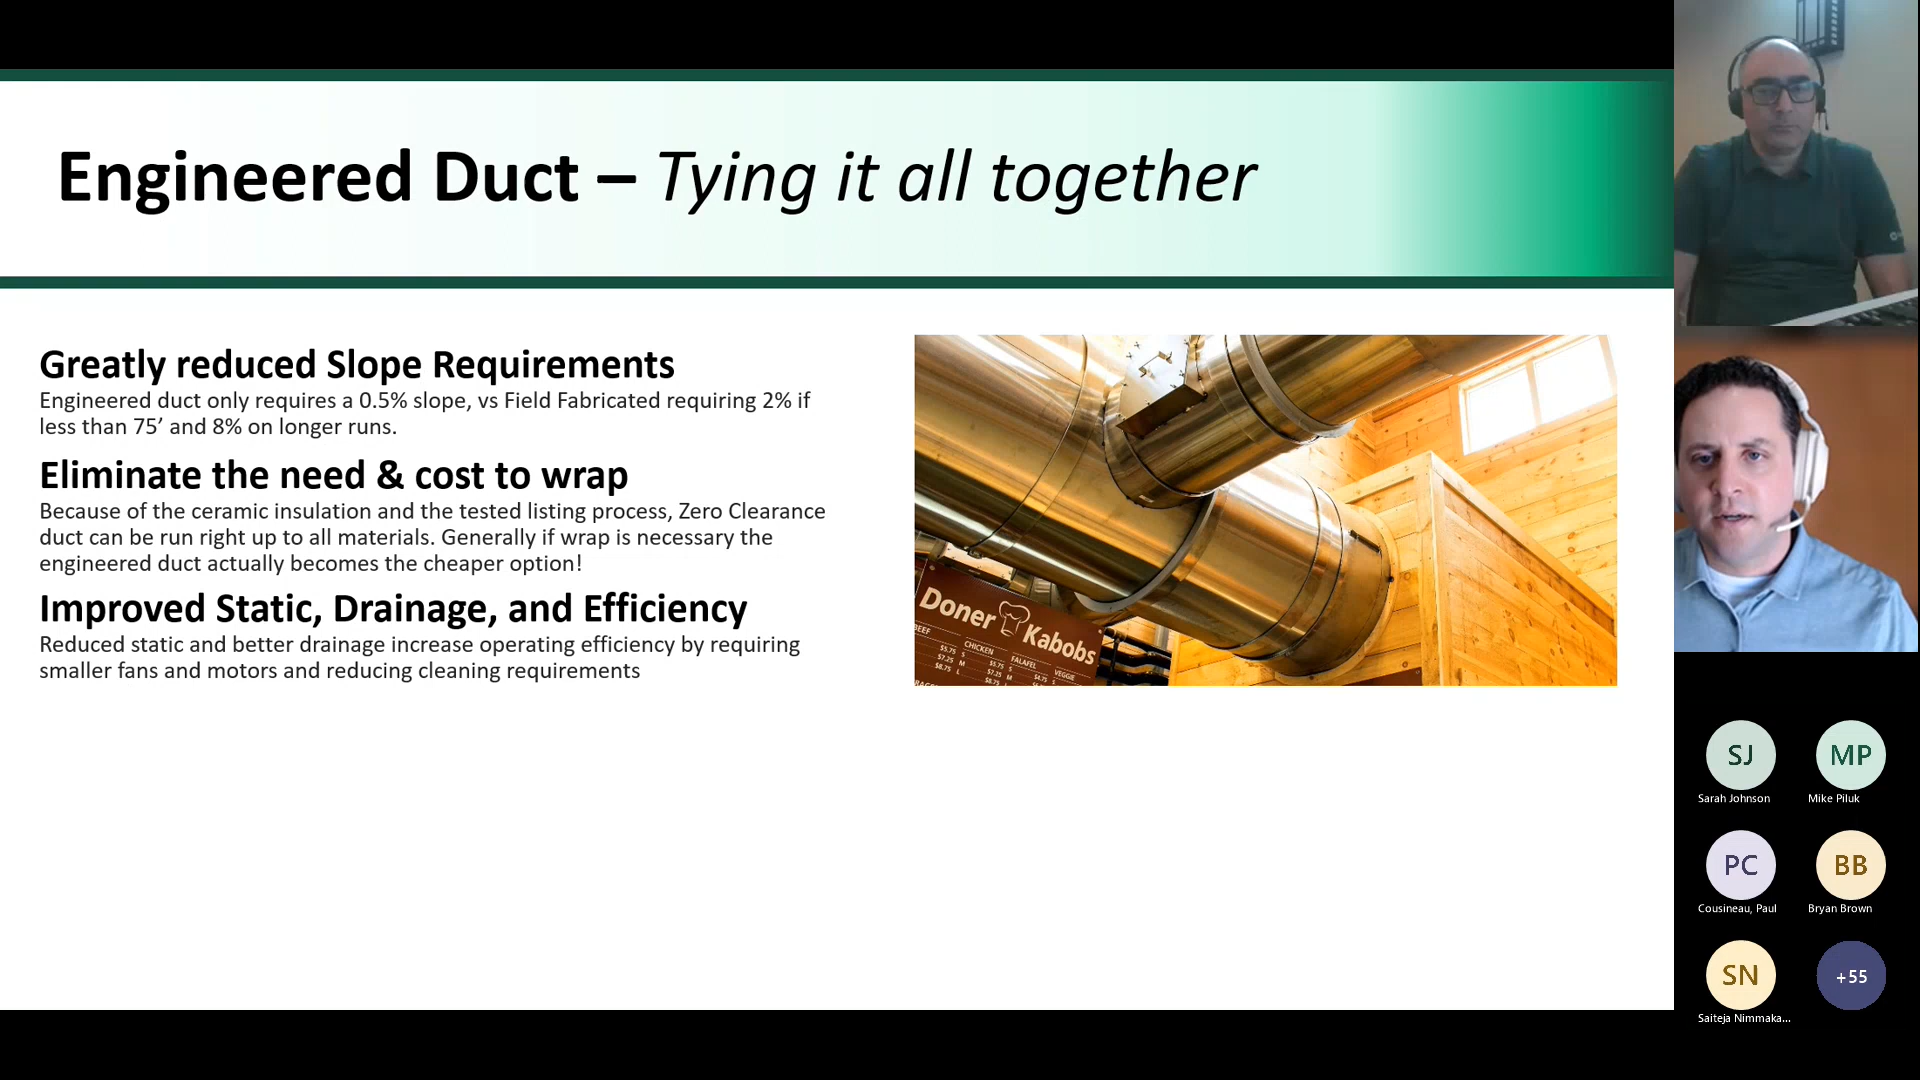 Engineered Duct – Tying it all together
Greatly reduced Slope Requirements
Engineered duct only requires a 0.5% slope, vs Field Fabricated requiring 2% if
less than 75’ and 8% on longer runs.
Eliminate the need & cost to wrap
Because of the ceramic insulation and the tested listing process, Zero Clearance
duct can be run right up to all materials. Generally if wrap is necessary the
engineered duct actually becomes the cheaper option!
Improved Static, Drainage, and Efficiency
Reduced static and better drainage increase operating efficiency by requiring
smaller fans and motors and reducing cleaning requirements
Doner Kabobs
BEEF CHICKEN FALAFEL VEGGIE
$5.75 S $5.75 S $4.75 S
$7.25 M $7.25 M
$8.75 L $8.75 L
SJ MP
Sarah Johnson Mike Piluk
PC BB
Cousineau, Paul Bryan Brown
SN +55
Saiteja Nimmaka...